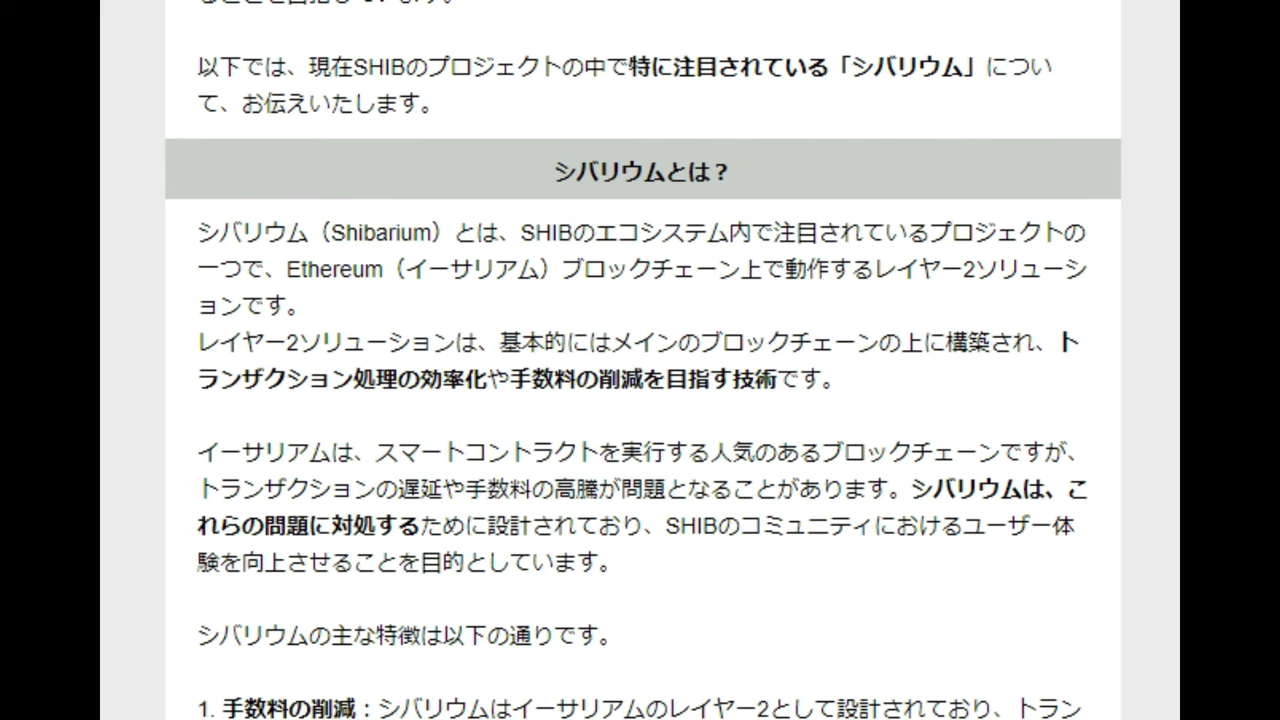 以下では、現在SHIBのプロジェクトの中で特に注目されている「シバリウム」につい
て、お伝えいたします。
シバリウムとは？
シバリウム（Shibarium）とは、SHIBのエコシステム内で注目されているプロジェクトの
一つで、Ethereum（イーサリアム）ブロックチェーン上で動作するレイヤー2ソリューシ
ョンです。
レイヤー2ソリューションは、基本的にはメインのブロックチェーンの上に構築され、ト
ランザクション処理の効率化や手数料の削減を目指す技術です。
イーサリアムは、スマートコントラクトを実行する人気のあるブロックチェーンですが、
トランザクションの遅延や手数料の高騰が問題となることがあります。シバリウムは、こ
れらの問題に対処するために設計されており、SHIBのコミュニティにおけるユーザー体
験を向上させることを目的としています。
シバリウムの主な特徴は以下の通りです。
1. 手数料の削減：シバリウムはイーサリアムのレイヤー2として設計されており、トラン